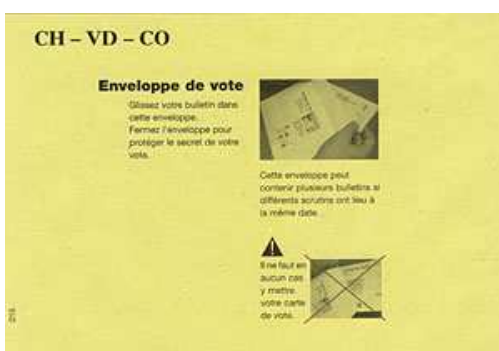 CH – VD – CO
Enveloppe de vote
Glissez votre bulletin dans
cette enveloppe.
Fermez l'enveloppe pour
protéger le secret de votre
vote.
Cette enveloppe peut
contenir plusieurs bulletins si
différents scrutins ont lieu à
la même date.
Il ne faut en
aucun cas
y mettre
votre carte
de vote.